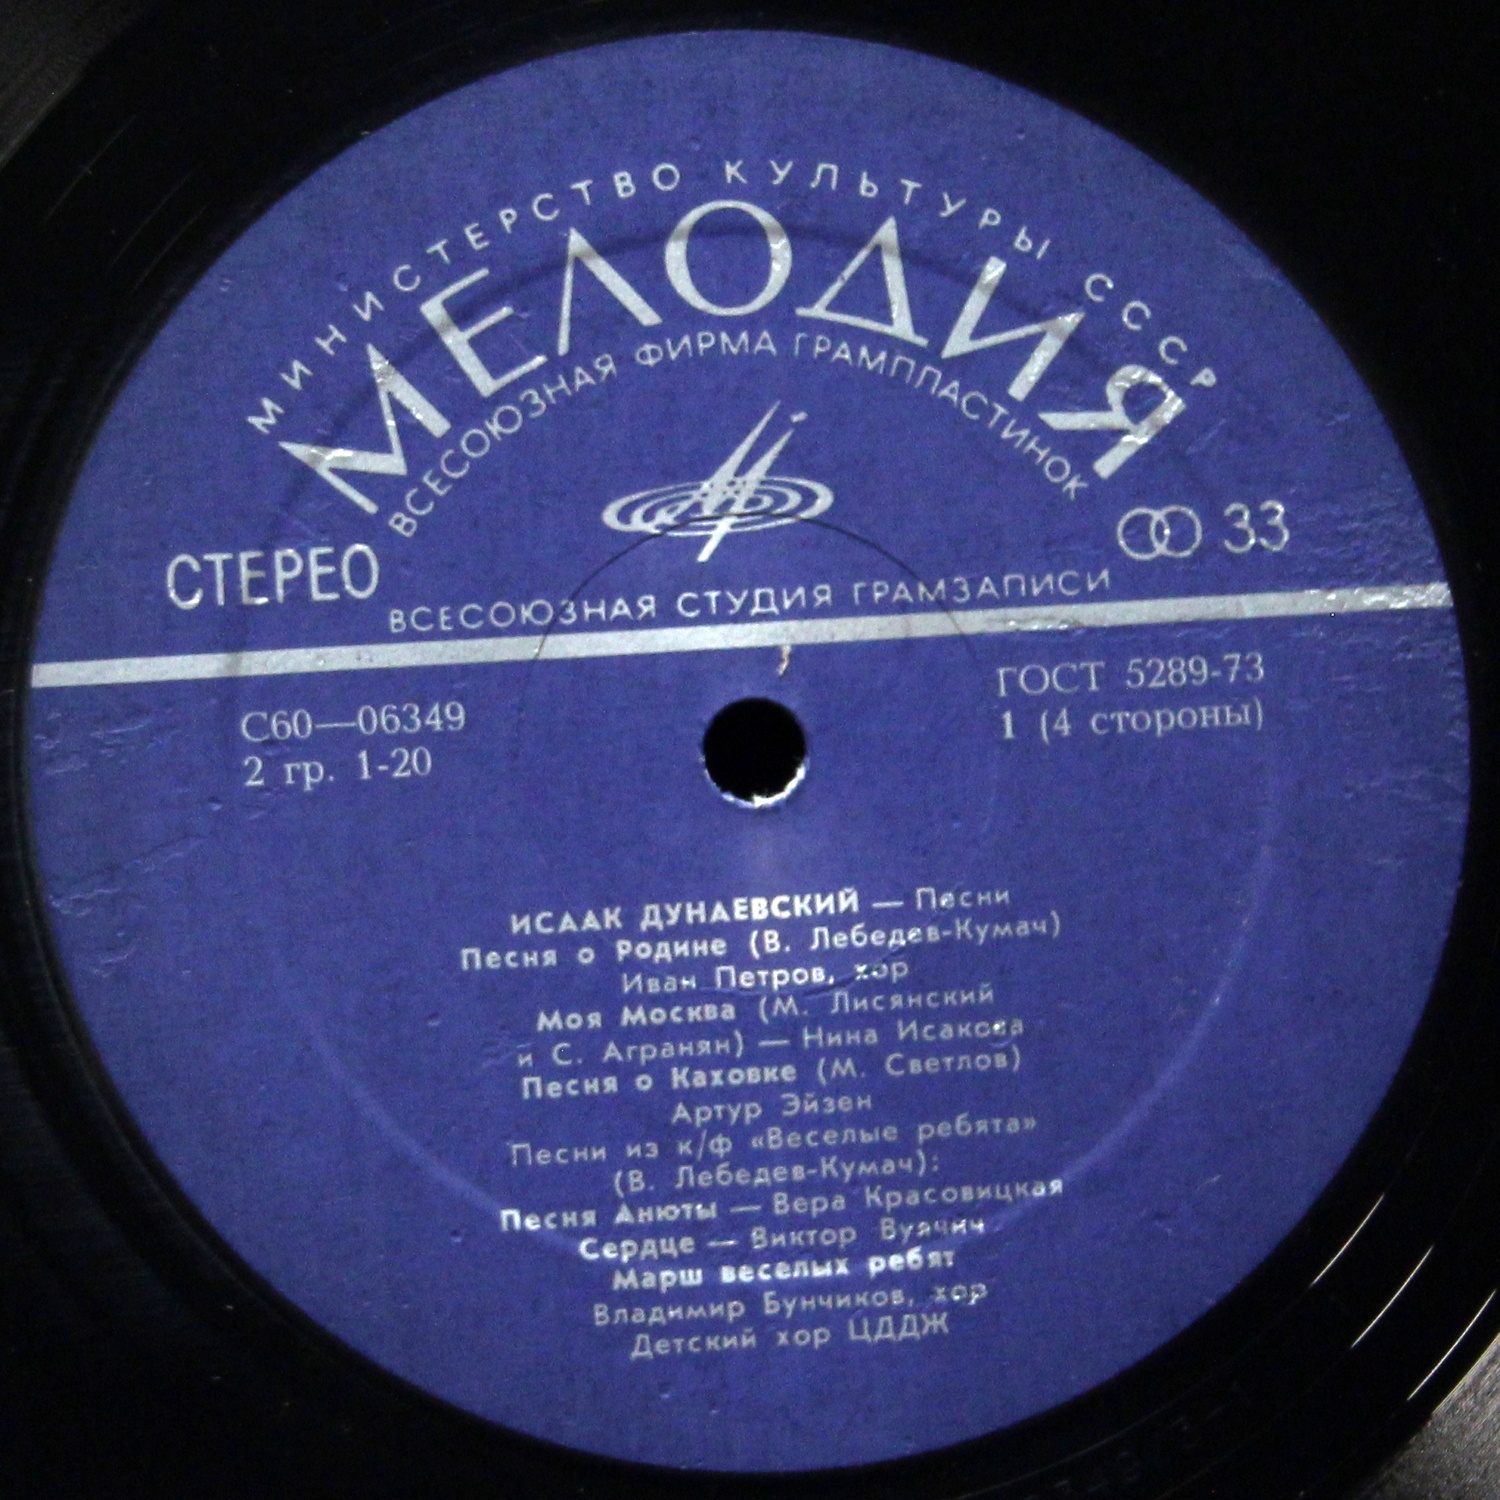 МИНИСТЕРСТВО КУЛЬТУРЫ СССР
МЕЛОДИЯ
ВСЕСОЮЗНАЯ ФИРМА ГРАМПЛАСТИНОК
СТЕРЕО
33
ВСЕСОЮЗНАЯ СТУДИЯ ГРАМЗАПИСИ
С60—06349
2 гр. 1-20
ГОСТ 5289-73
1 (4 стороны)
ИСААК ДУНАЕВСКИЙ — Песни
Песня о Родине (В. Лебедев-Кумач)
Иван Петров, хор
Моя Москва (М. Лисянский
и С. Агранян) — Нина Исакова
Песня о Каховке (М. Светлов)
Артур Эйзен
Песни из к/ф «Веселые ребята»
(В. Лебедев-Кумач):
Песня Анюты — Вера Красовицкая
Сердце — Виктор Вуячич
Марш веселых ребят
Владимир Бунчиков, хор
Детский хор ЦДДЖ